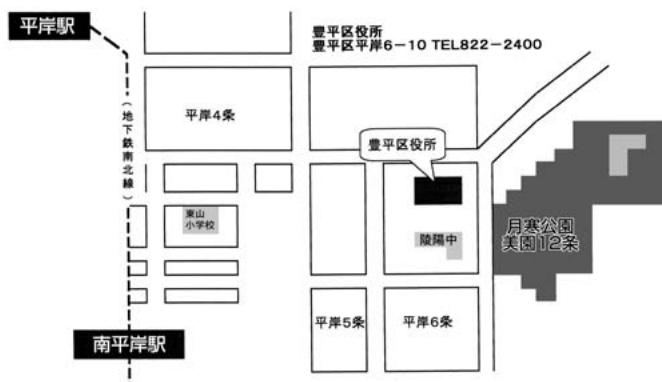 平岸駅
豊平区役所
豊平区平岸6-10 TEL822-2400
（地下鉄南北線）
平岸4条
豊平区役所
東山
小学校
陵陽中
月寒公園
美園12条
平岸5条
平岸6条
南平岸駅